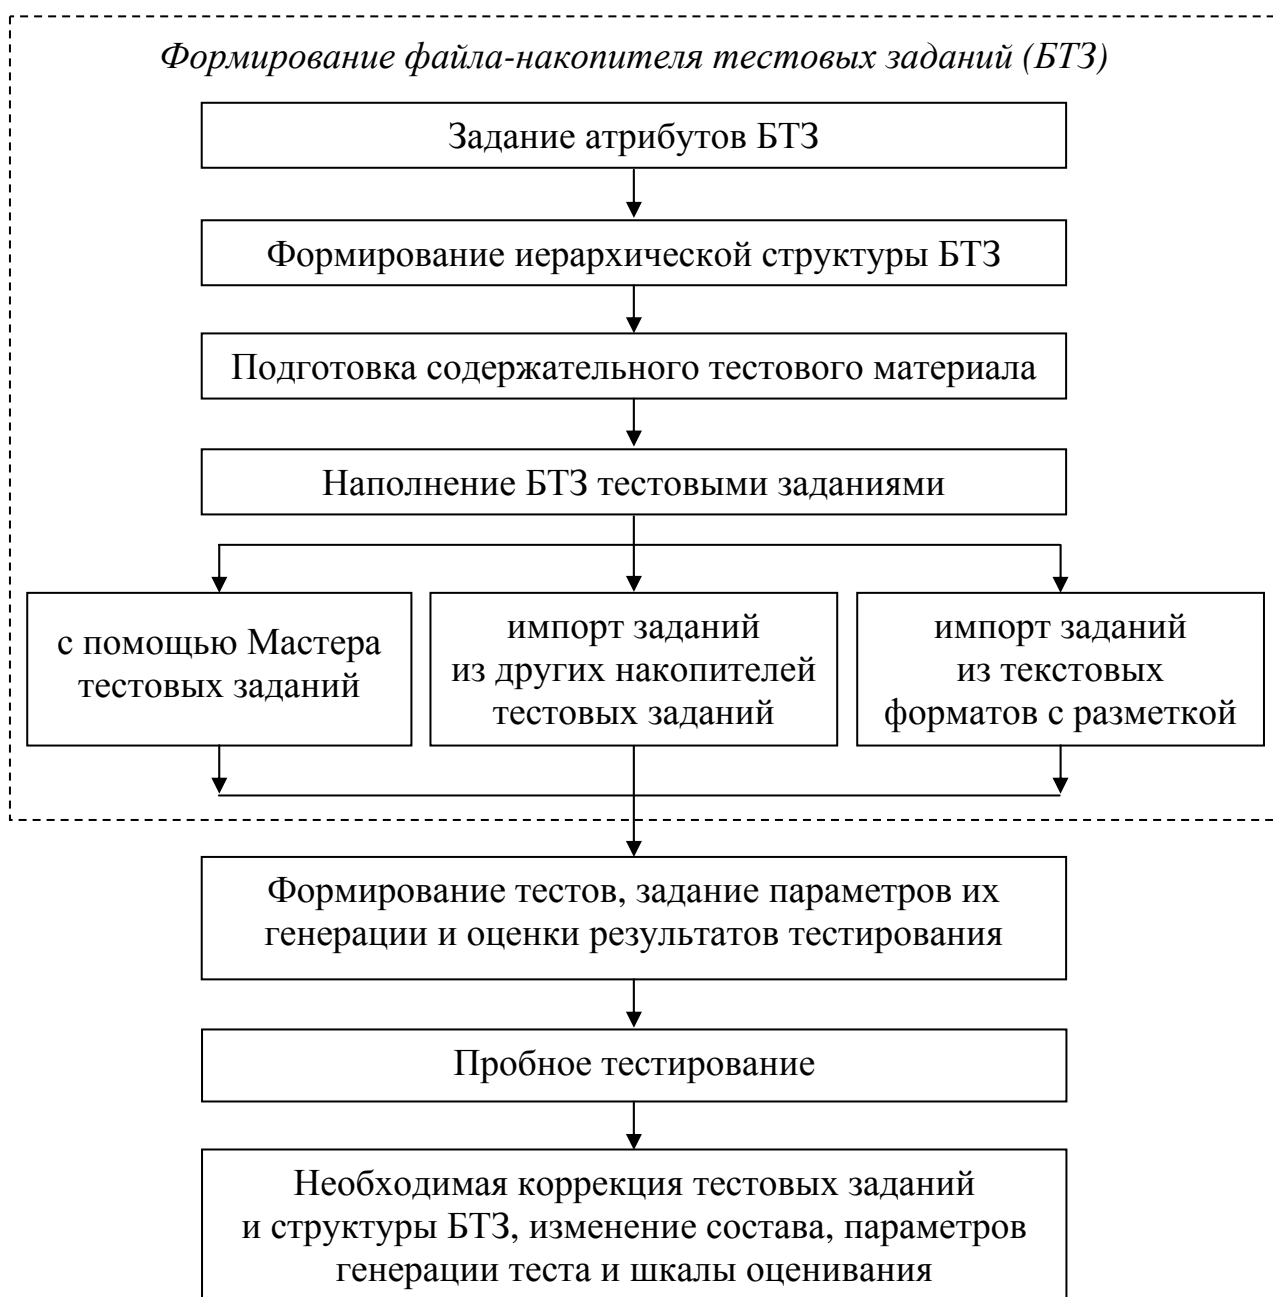 Формирование файла-накопителя тестовых заданий (БТЗ)
Задание атрибутов БТЗ
Формирование иерархической структуры БТЗ
Подготовка содержательного тестового материала
Наполнение БТЗ тестовыми заданиями
с помощью Мастера
тестовых заданий
импорт заданий
из других накопителей
тестовых заданий
импорт заданий
из текстовых
форматов с разметкой
Формирование тестов, задание параметров их
генерации и оценки результатов тестирования
Пробное тестирование
Необходимая коррекция тестовых заданий
и структуры БТЗ, изменение состава, параметров
генерации теста и шкалы оценивания